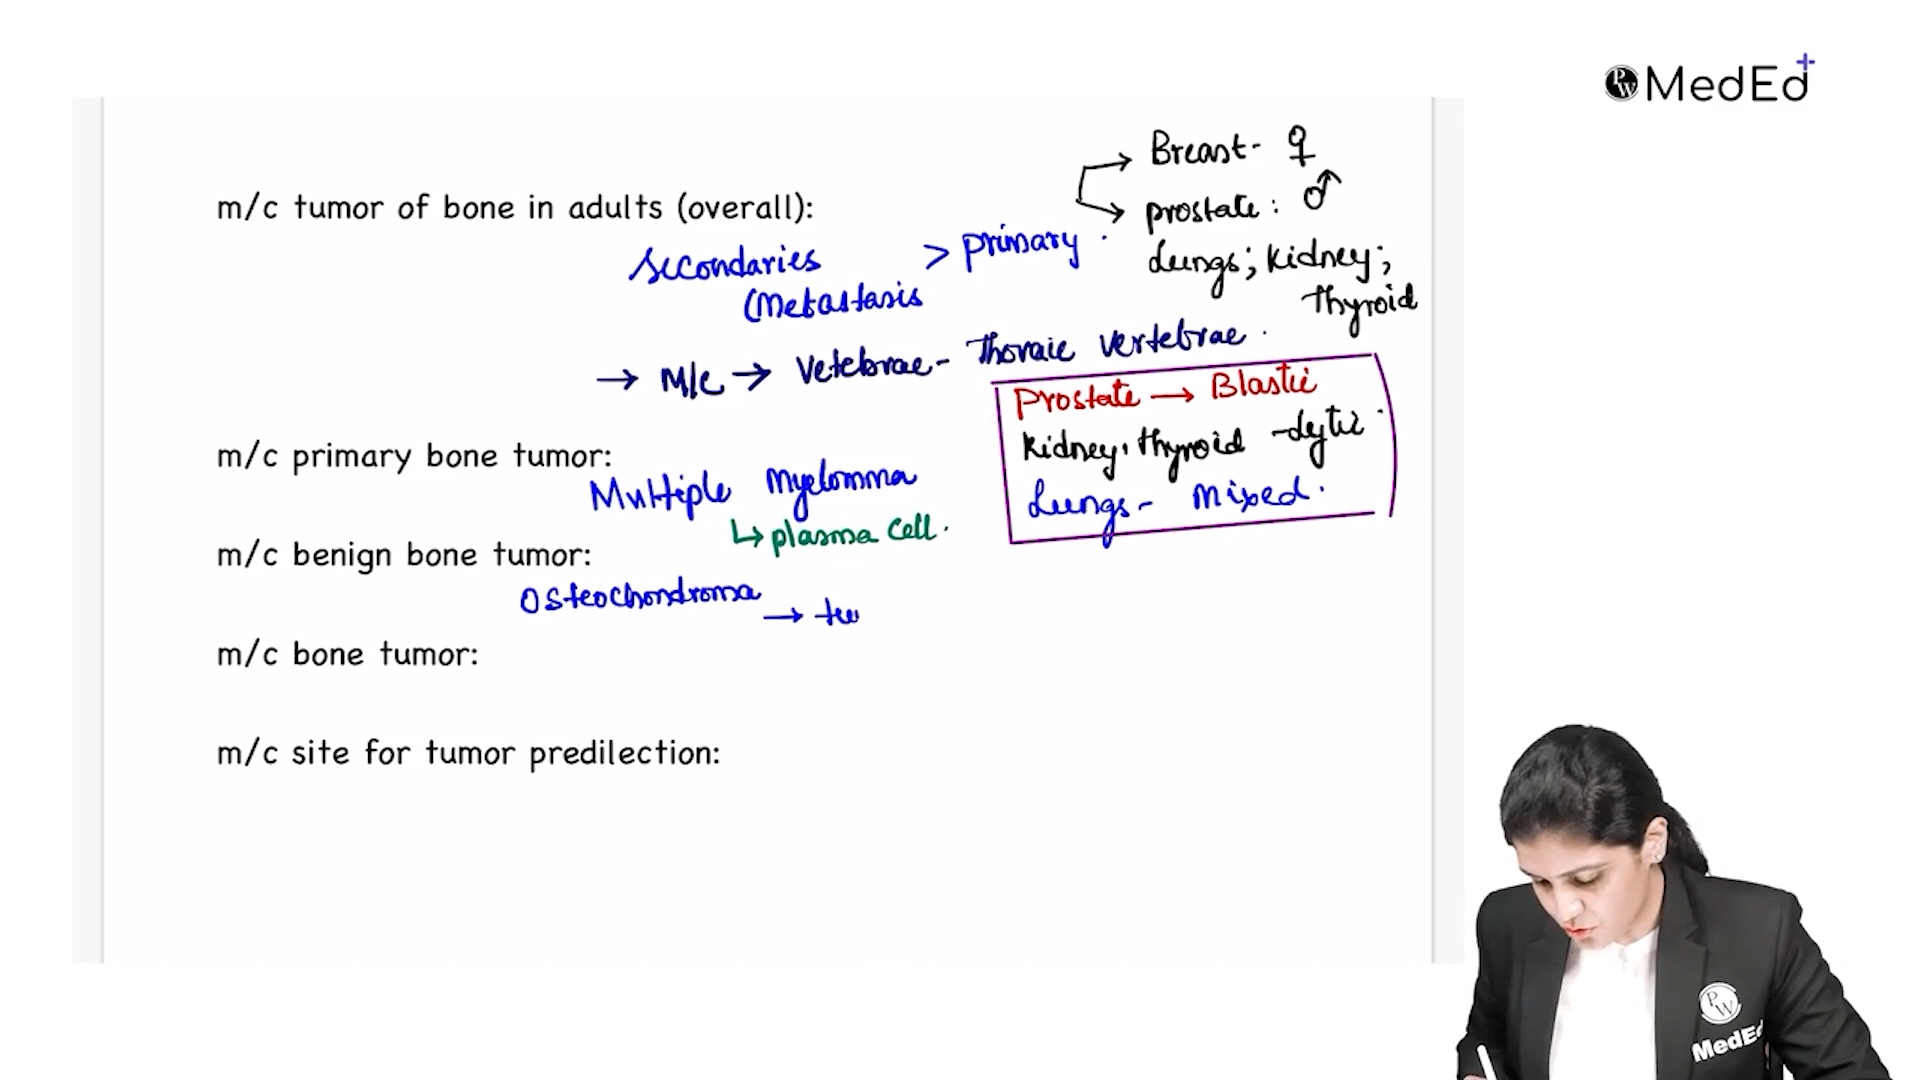 PW MedEd+
Breast- ♀
m/c tumor of bone in adults (overall):
prostate: ♂
Secondaries > primary.
(Metastasis
Lungs; Kidney;
Thyroid
→ M/c → Vetebrae- Thoraic vertebrae.
Prostate → Blastic
Kidney, thyroid -Lytic.
Lungs- Mixed.
m/c primary bone tumor:
Multiple Myelomma
↳ plasma cell.
m/c benign bone tumor:
Osteochondroma →
m/c bone tumor:
m/c site for tumor predilection:
PW
MedEd